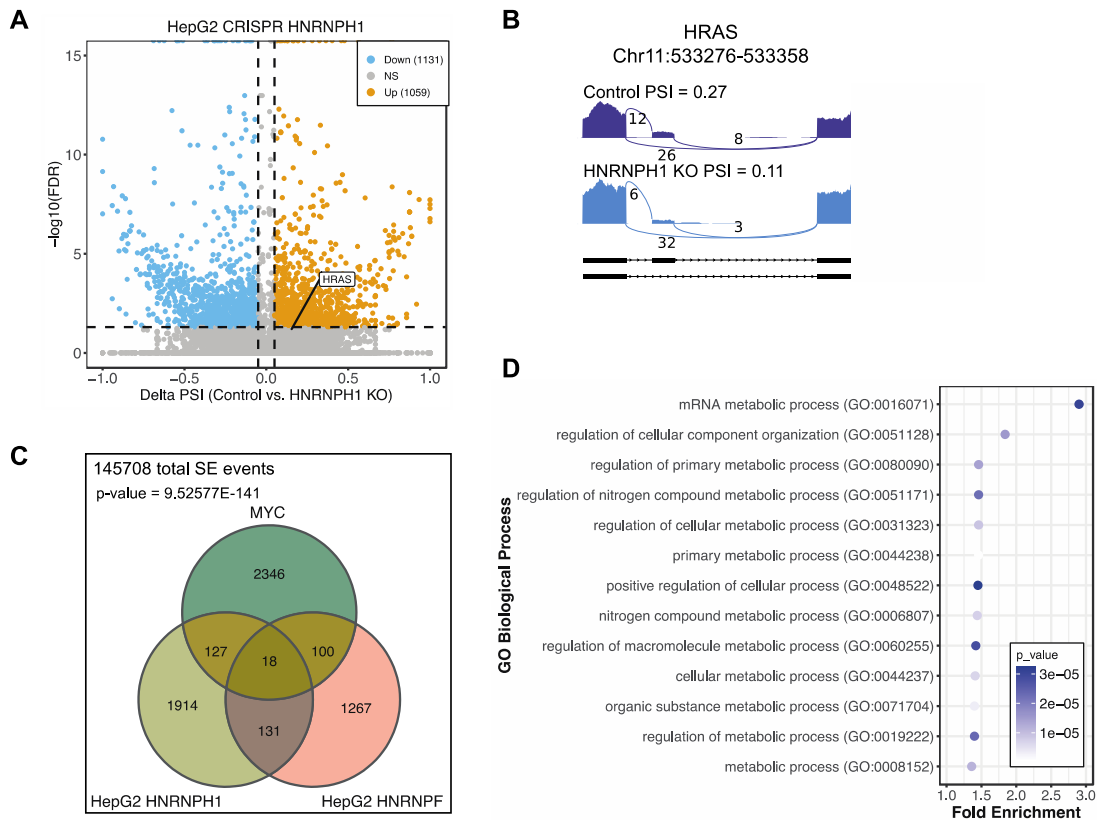 A
HepG2 CRISPR HNRNPH1
15
10
5
0
−log10(FDR)
Down (1131)
NS
Up (1059)
HRAS
−1.0
−0.5
0.0
0.5
1.0
Delta PSI (Control vs. HNRNPH1 KO)
B
HRAS
Chr11:533276-533358
Control PSI = 0.27
12
8
26
HNRNPH1 KO PSI = 0.11
6
3
32
C
145708 total SE events
p-value = 9.52577E-141
MYC
2346
127
18
100
1914
131
1267
HepG2 HNRNPH1
HepG2 HNRNPF
D
GO Biological Process
mRNA metabolic process (GO:0016071)
regulation of cellular component organization (GO:0051128)
regulation of primary metabolic process (GO:0080090)
regulation of nitrogen compound metabolic process (GO:0051171)
regulation of cellular metabolic process (GO:0031323)
primary metabolic process (GO:0044238)
positive regulation of cellular process (GO:0048522)
nitrogen compound metabolic process (GO:0006807)
regulation of macromolecule metabolic process (GO:0060255)
cellular metabolic process (GO:0044237)
organic substance metabolic process (GO:0071704)
regulation of metabolic process (GO:0019222)
metabolic process (GO:0008152)
p_value
3e−05
2e−05
1e−05
1.0
1.5
2.0
2.5
3.0
Fold Enrichment